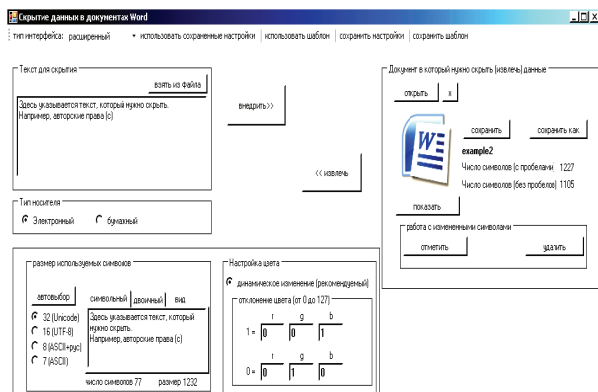 Скрытие данных в документах Word
тип интерфейса: расширенный использовать сохраненные настройки использовать шаблон сохранить настройки сохранить шаблон
Текст для скрытия
взять из файла
Здесь указывается текст, который нужно скрыть.
Например, авторские права (с)
Тип носителя
Электронный бумажный
внедрить>>
<< извлечь
Документ в который нужно скрыть (извлечь) данные
открыть x
сохранить сохранить как
example2
Число символов (с пробелами) 1227
Число символов (без пробелов) 1105
показать
работа с измененными символами
отметить удалить
размер используемых символов
автовыбор символьный двоичный вид
32 (Unicode)
16 (UTF-8)
8 (ASCII+рус)
7 (ASCII)
Здесь указывается текст, который
нужно скрыть.
Например, авторские права (с)
число символов 77 размер 1232
Настройка цвета
динамическое изменение (рекомендуемый)
отклонение цвета (от 0 до 127)
r g b
1 = 0 0 1
r g b
0 = 0 1 0